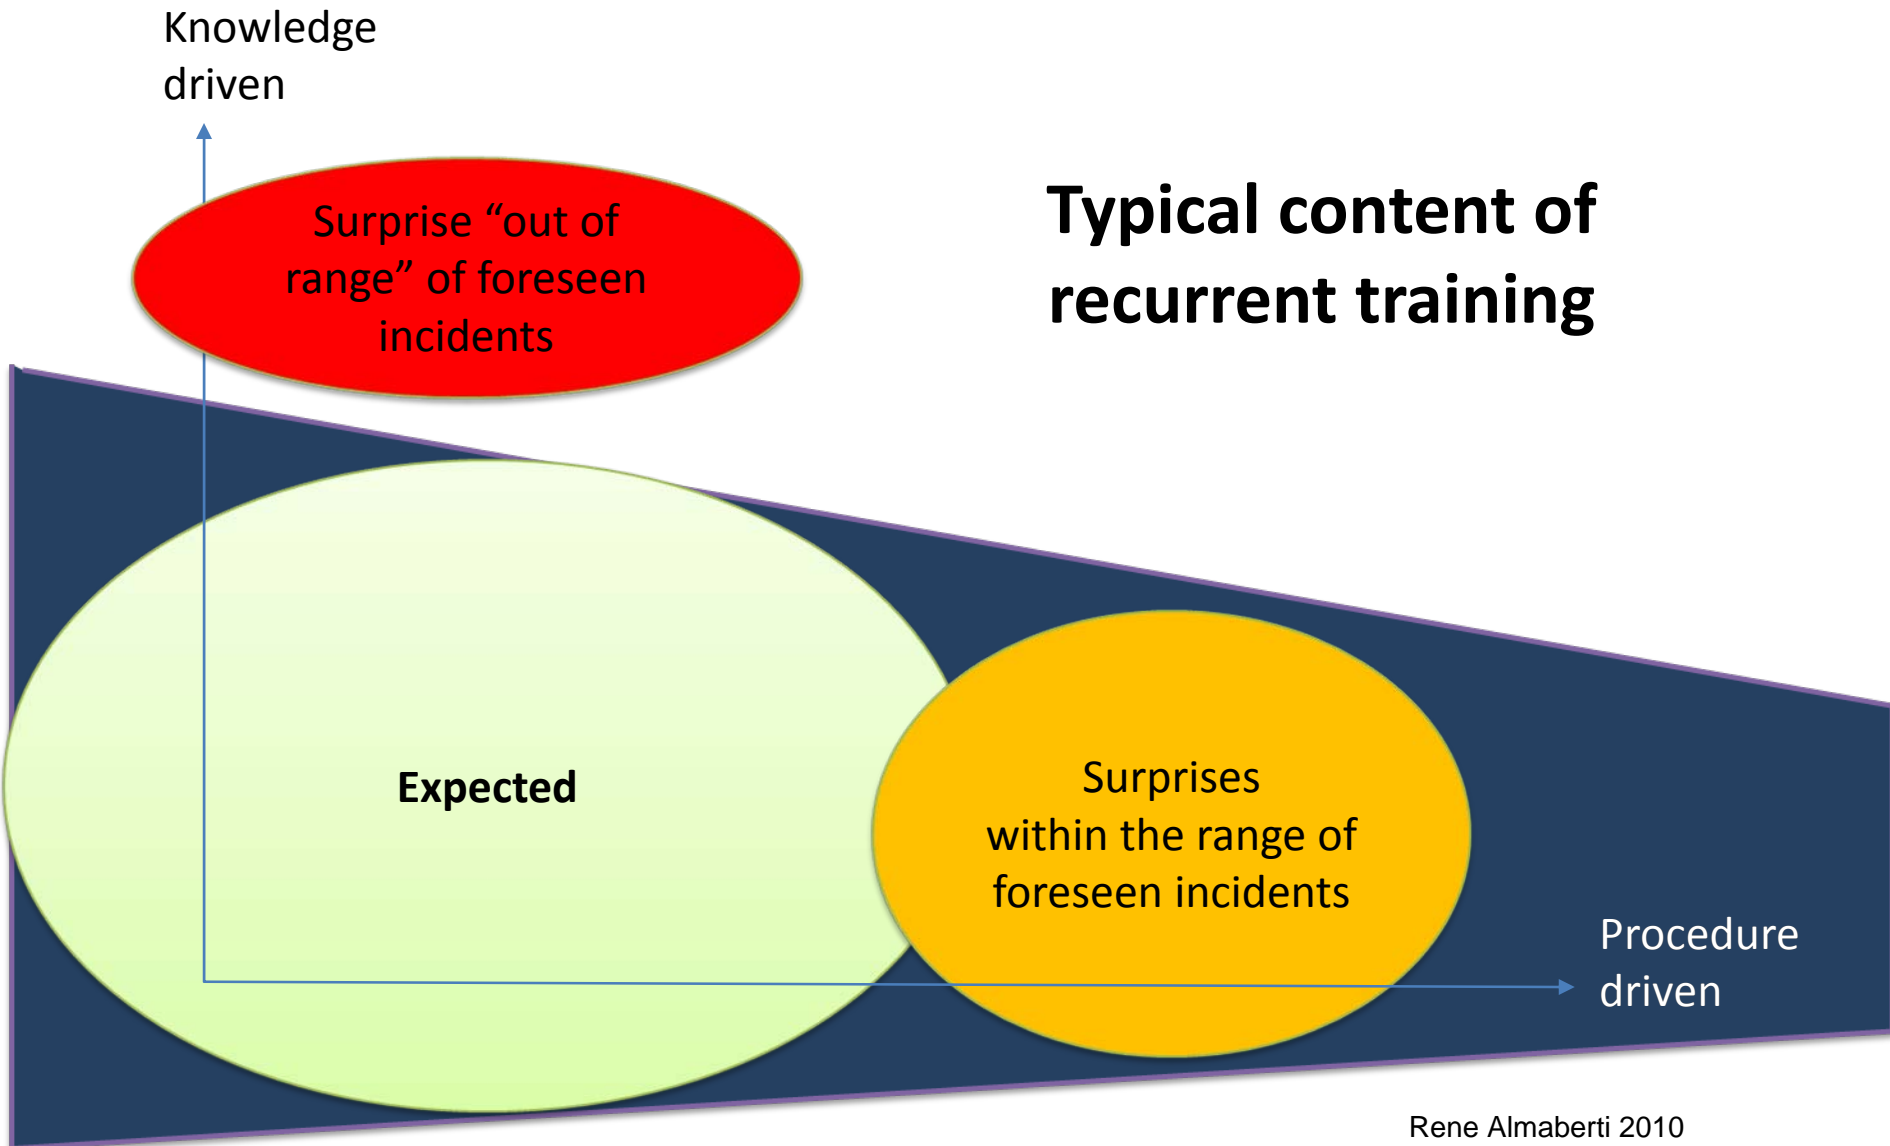 Knowledge
driven
Surprise “out of
range” of foreseen
incidents
Typical content of
recurrent training
Expected
Surprises
within the range of
foreseen incidents
Procedure
driven
Rene Almaberti 2010